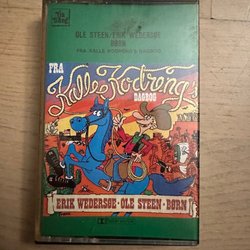 OLE STEEN/ERIK WEDERSØE
BØRN
FRA KALLE KODRENG'S DAGBOG
FRA
Kalle Kodreng
DAGBOG
ERIK WEDERSØE · OLE STEEN · BØRN